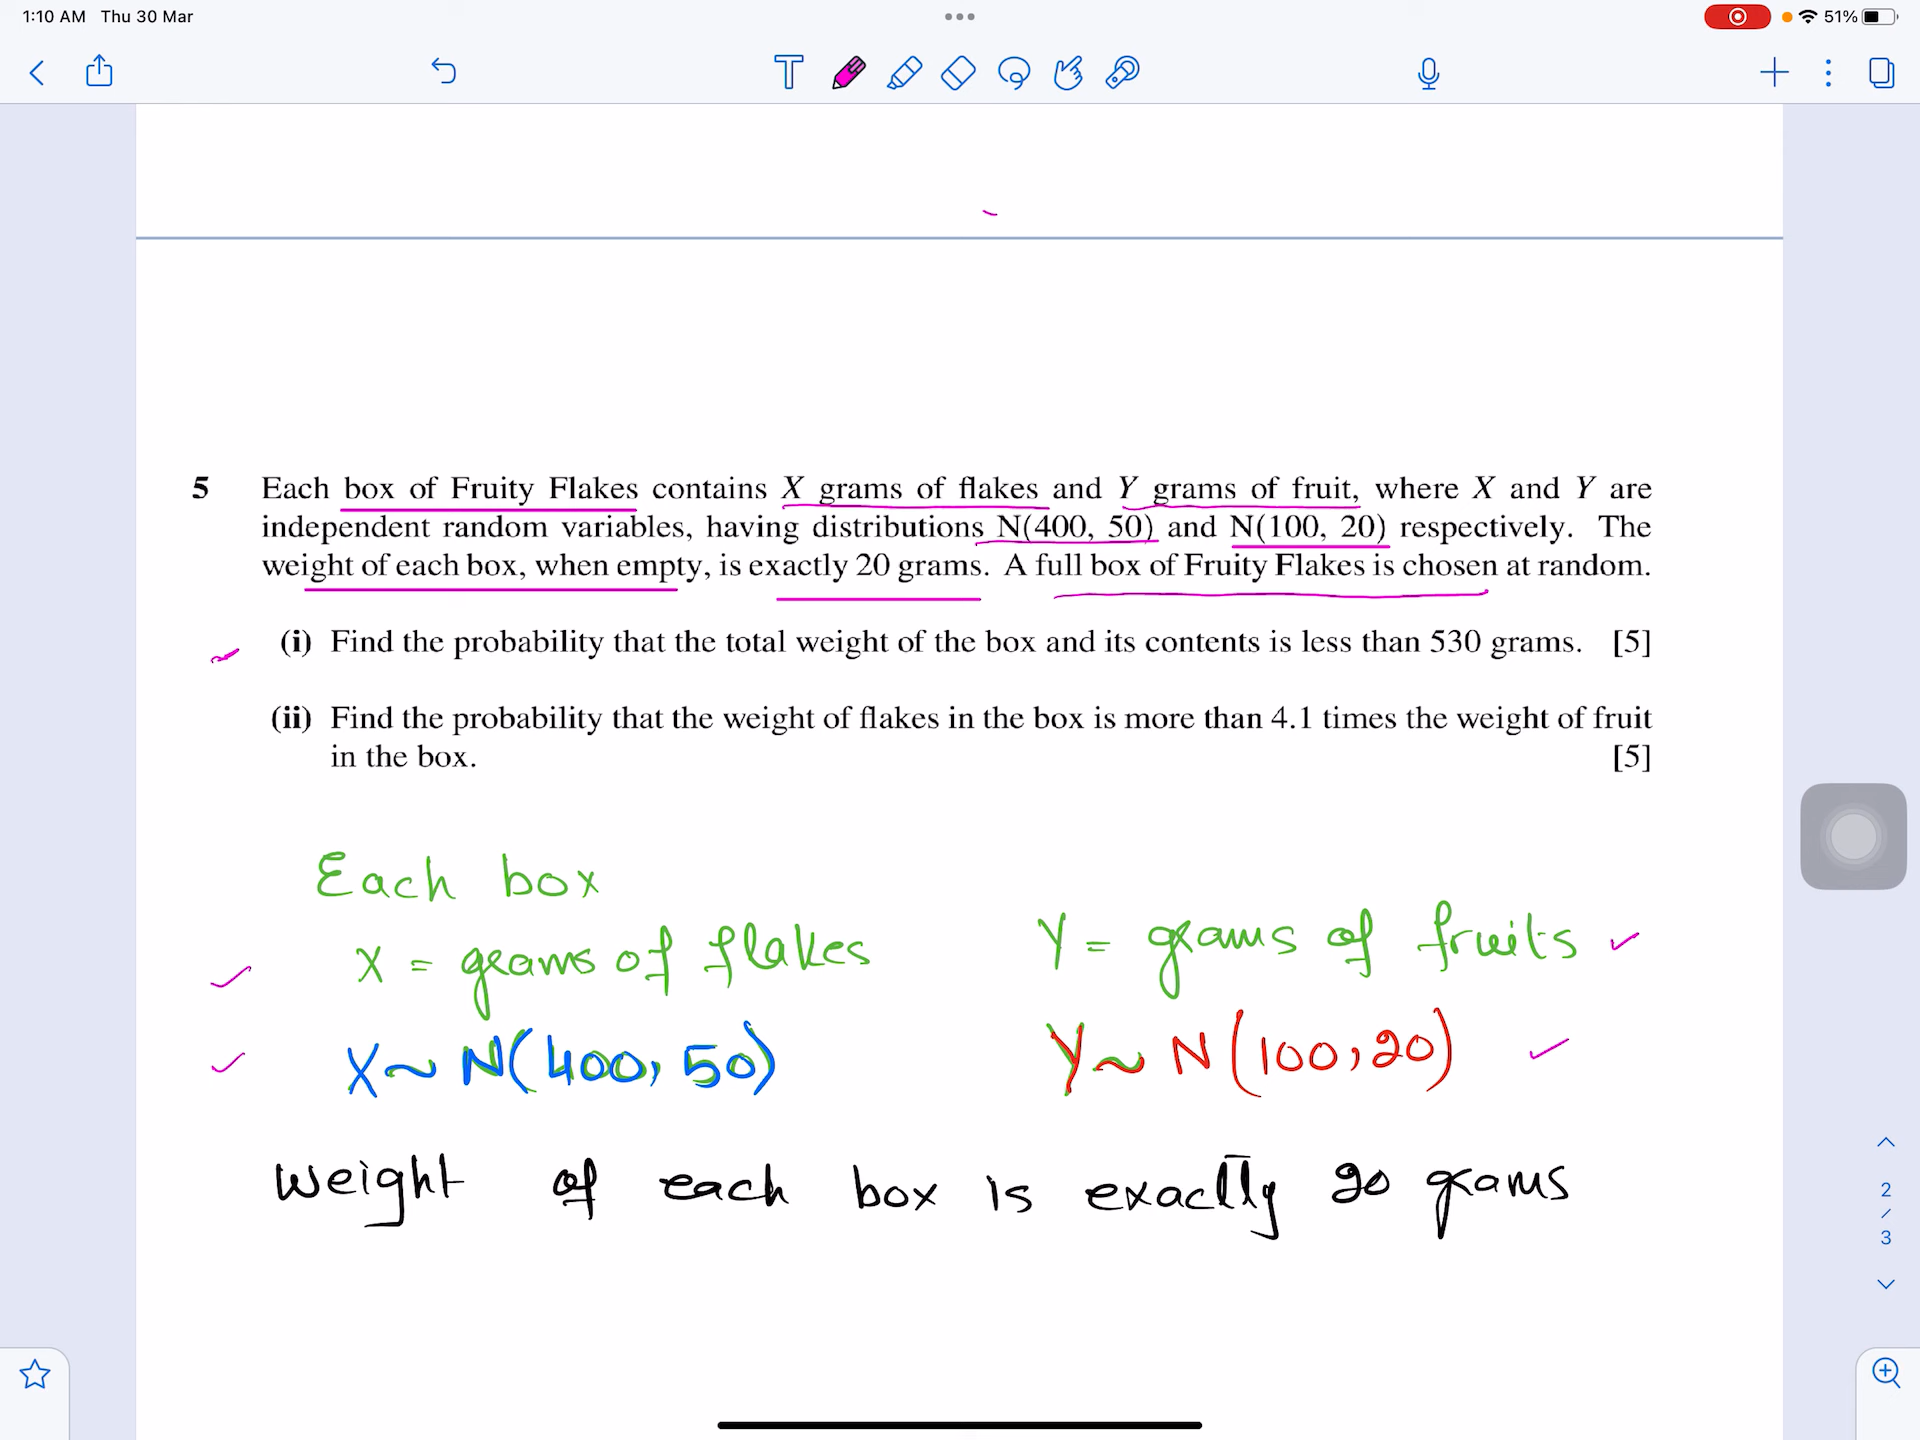 1:10 AM Thu 30 Mar
51%
T
5 Each box of Fruity Flakes contains X grams of flakes and Y grams of fruit, where X and Y are
independent random variables, having distributions N(400, 50) and N(100, 20) respectively. The
weight of each box, when empty, is exactly 20 grams. A full box of Fruity Flakes is chosen at random.
(i) Find the probability that the total weight of the box and its contents is less than 530 grams. [5]
(ii) Find the probability that the weight of flakes in the box is more than 4.1 times the weight of fruit
in the box. [5]
Each box
X = grams of flakes
Y = grams of fruits
X ~ N(400, 50)
Y ~ N(100, 20)
weight of each box is exactly 20 grams
2
/
3